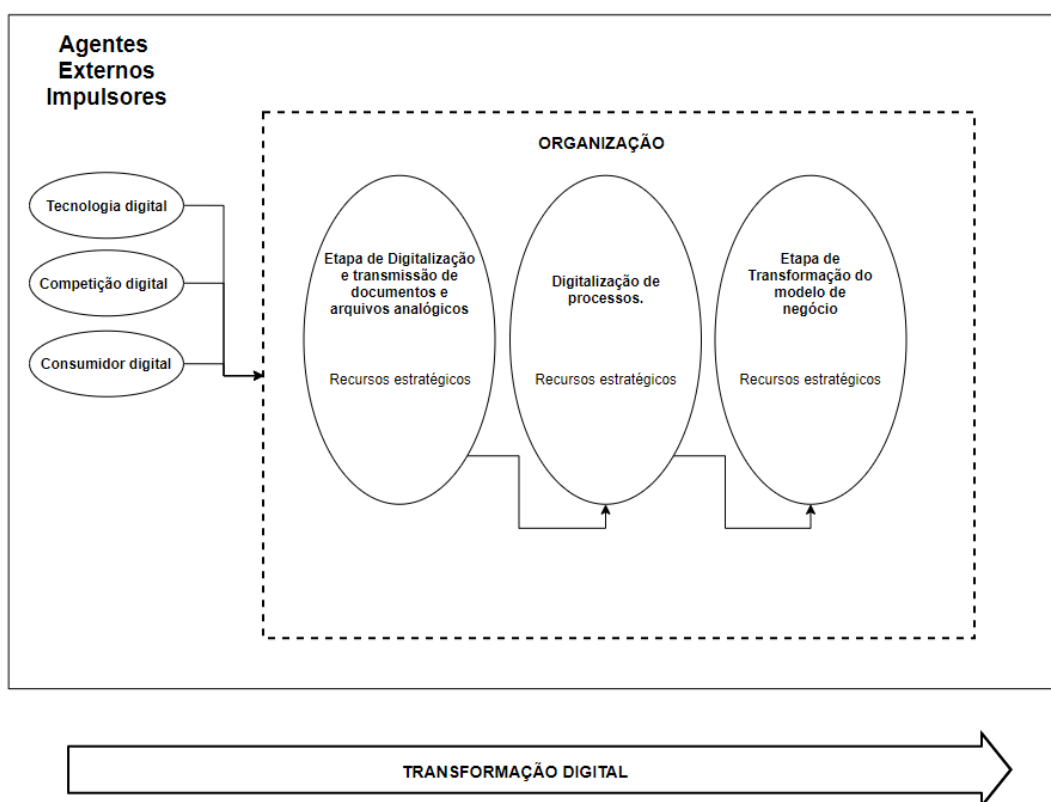 Agentes
Externos
Impulsores
ORGANIZAÇÃO
Tecnologia digital
Competição digital
Consumidor digital
Etapa de Digitalização
e transmissão de
documentos e
arquivos analógicos
Recursos estratégicos
Digitalização de
processos.
Recursos estratégicos
Etapa de
Transformação do
modelo de
negócio
Recursos estratégicos
TRANSFORMAÇÃO DIGITAL